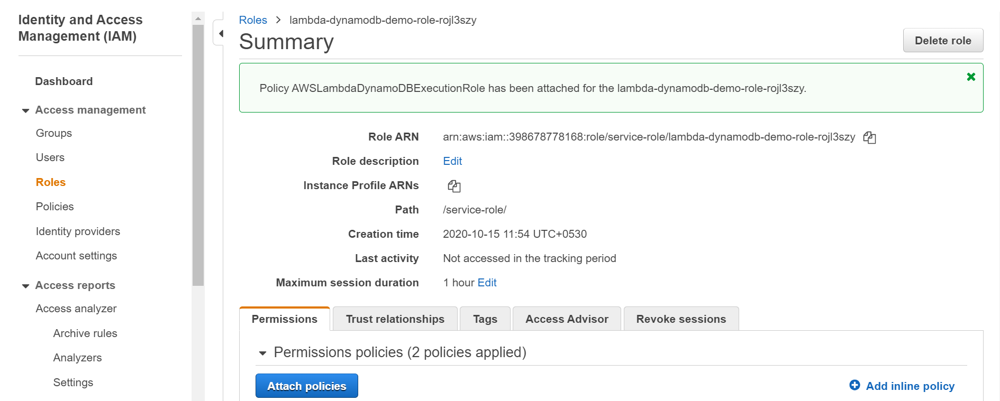 Identity and Access
Management (IAM)
Dashboard
Access management
Groups
Users
Roles
Policies
Identity providers
Account settings
Access reports
Access analyzer
Archive rules
Analyzers
Settings
Roles > lambda-dynamodb-demo-role-rojl3szy
Summary
Delete role
Policy AWSLambdaDynamoDBExecutionRole has been attached for the lambda-dynamodb-demo-role-rojl3szy.
Role ARN arn:aws:iam::398678778168:role/service-role/lambda-dynamodb-demo-role-rojl3szy
Role description Edit
Instance Profile ARNs
Path /service-role/
Creation time 2020-10-15 11:54 UTC+0530
Last activity Not accessed in the tracking period
Maximum session duration 1 hour Edit
Permissions Trust relationships Tags Access Advisor Revoke sessions
Permissions policies (2 policies applied)
Attach policies Add inline policy